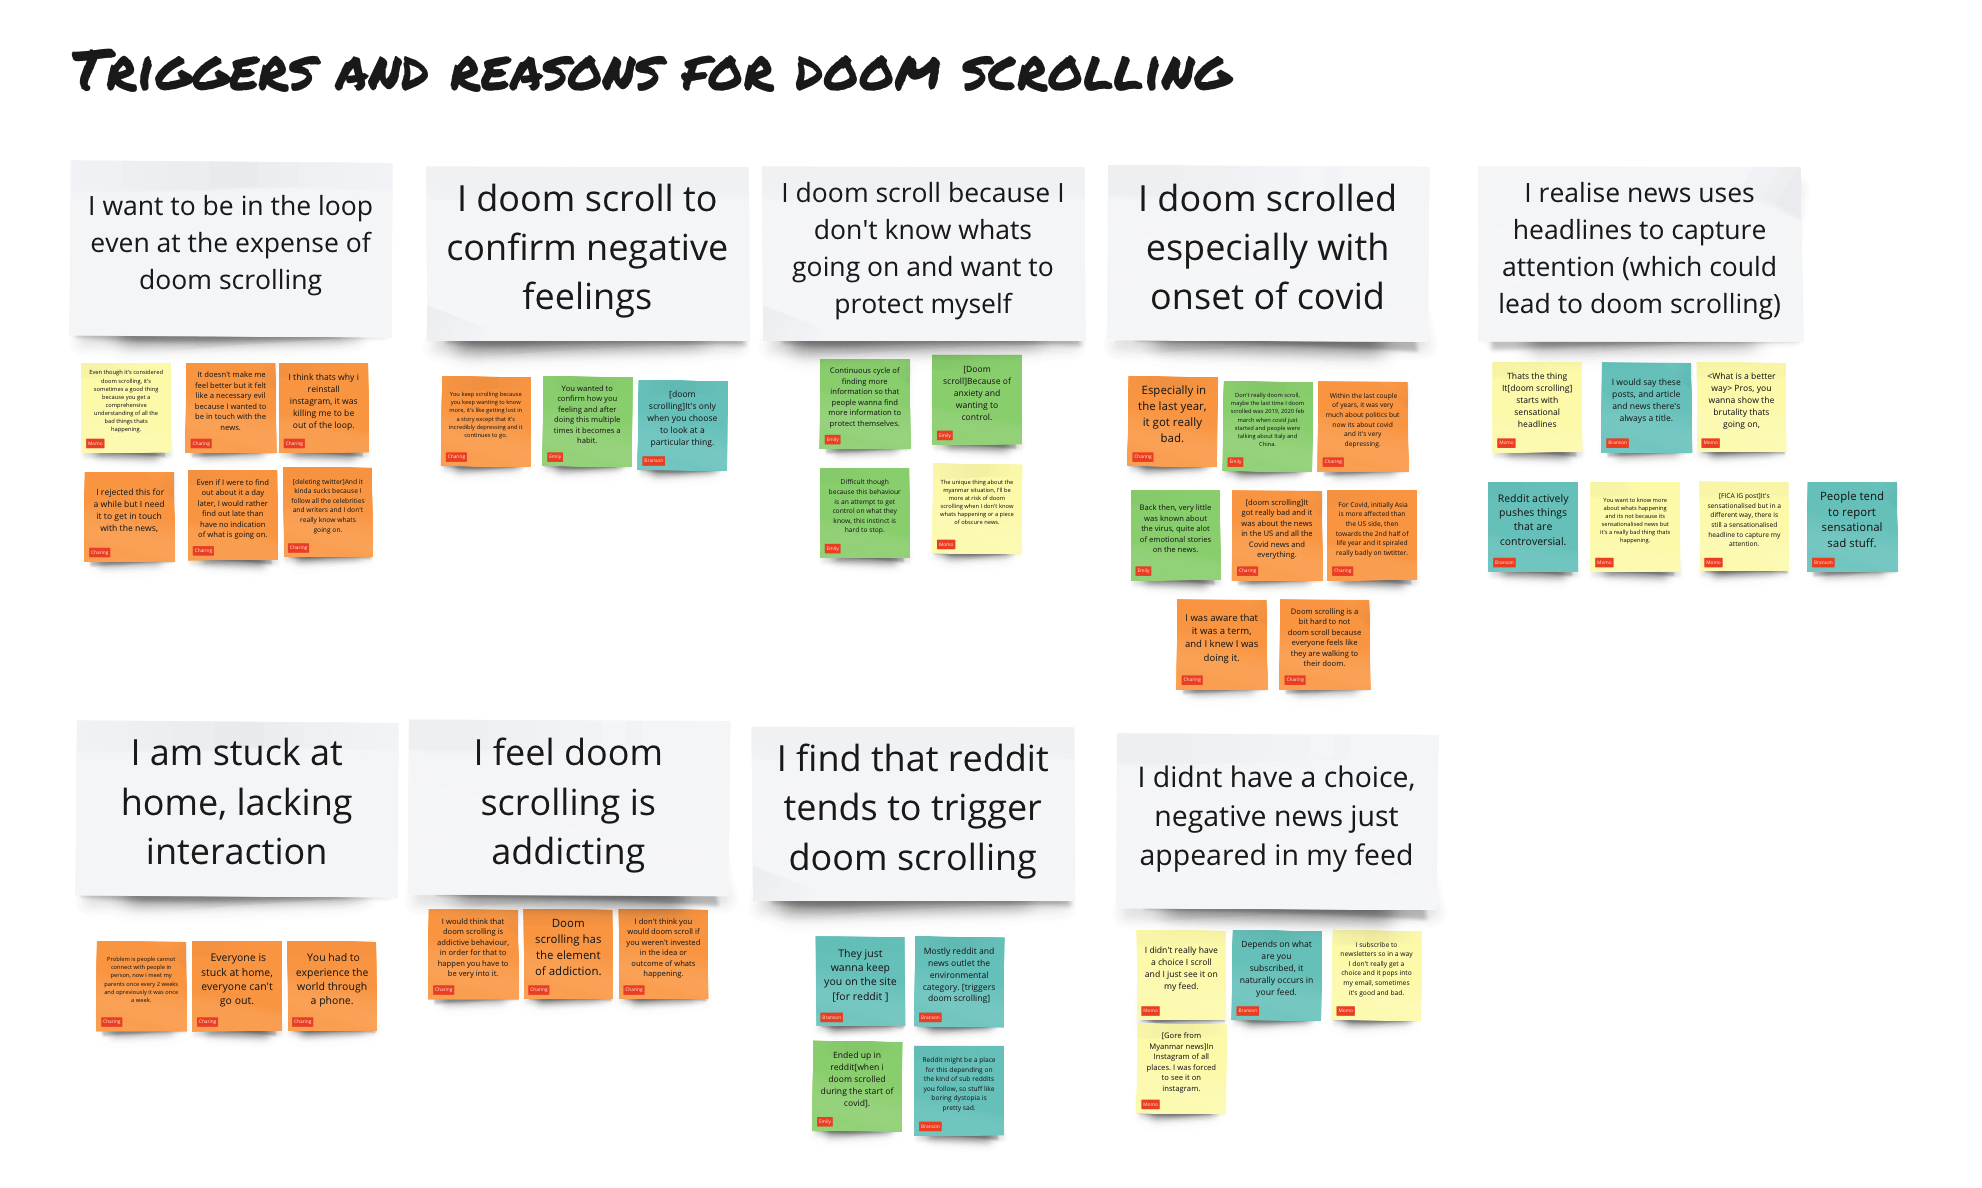 TRIGGERS AND REASONS FOR DOOM SCROLLING
I want to be in the loop
even at the expense of
doom scrolling
Even though it's considered
doom scrolling, it's
sometimes a good thing
because you get a
comprehensive
understanding of all the
bad things thats
happening.
Momo
It doesn't make me
feel better but it felt
like a necessary evil
because I wanted to
be in touch with the
news.
Charing
I think thats why i
reinstall
instagram, it was
killing me to be
out of the loop.
Charing
I rejected this for
a while but I need
it to get in touch
with the news,
Charing
Even if I were to find
out about it a day
later, I would rather
find out late than
have no indication
of what is going on.
Charing
[deleting twitter]And it
kinda sucks because I
follow all the celebrities
and writers and I don't
really know whats
going on.
Charing
I doom scroll to
confirm negative
feelings
You keep scrolling because
you keep wanting to know
more, it's like getting lost in
a story except that it's
incredibly depressing and it
continues to go.
Charing
You wanted to
confirm how you
feeling and after
doing this multiple
times it becomes a
habit.
Emily
[doom
scrolling]It's only
when you choose
to look at a
particular thing.
Branson
I doom scroll because I
don't know whats
going on and want to
protect myself
Continuous cycle of
finding more
information so that
people wanna find
more information to
protect themselves.
Emily
[Doom
scroll]Because of
anxiety and
wanting to
control.
Emily
Difficult though
because this behaviour
is an attempt to get
control on what they
know, this instinct is
hard to stop.
Emily
The unique thing about the
myanmar situation, I'll be
more at risk of doom
scrolling when I don't know
whats happening or a piece
of obscure news.
Momo
I doom scrolled
especially with
onset of covid
Especially in
the last year,
it got really
bad.
Charing
Don't really doom scroll,
maybe the last time I doom
scrolled was 2019, 2020 feb
march when covid just
started and people were
talking about Italy and
China.
Emily
Within the last couple
of years, it was very
much about politics but
now its about covid
and it's very
depressing.
Charing
Back then, very little
was known about
the virus, quite alot
of emotional stories
on the news.
Emily
[doom scrolling]It
got really bad and it
was about the news
in the US and all the
Covid news and
everything.
Charing
For Covid, initially Asia
is more affected than
the US side, then
towards the 2nd half of
life year and it spiraled
really badly on twitter.
Charing
I was aware that
it was a term,
and I knew I was
doing it.
Charing
Doom scrolling is a
bit hard to not
doom scroll because
everyone feels like
they are walking to
their doom.
Charing
I realise news uses
headlines to capture
attention (which could
lead to doom scrolling)
Thats the thing
It[doom scrolling]
starts with
sensational
headlines
Momo
I would say these
posts, and article
and news there's
always a title.
Branson
<What is a better
way> Pros, you
wanna show the
brutality thats
going on,
Momo
Reddit actively
pushes things
that are
controversial.
Branson
You want to know more
about whats happening
and its not because its
sensationalised news but
it's a really bad thing thats
happening.
Momo
[FICA IG post]It's
sensationalised but in a
different way, there is
still a sensationalised
headline to capture my
attention.
Momo
People tend
to report
sensational
sad stuff.
Branson
I am stuck at
home, lacking
interaction
Problem is people cannot
connect with people in
person, now i meet my
parents once every 2 weeks
and opreviously it was once
a week.
Charing
Everyone is
stuck at home,
everyone can't
go out.
Charing
You had to
experience the
world through
a phone.
Charing
I feel doom
scrolling is
addicting
I would think that
doom scrolling is
addictive behaviour,
in order for that to
happen you have to
be very into it.
Charing
Doom
scrolling has
the element
of addiction.
Charing
I don't think you
would doom scroll if
you weren't invested
in the idea or
outcome of whats
happening.
Charing
I find that reddit
tends to trigger
doom scrolling
They just
wanna keep
you on the site
[for reddit ]
Branson
Mostly reddit and
news outlet the
environmental
category. [triggers
doom scrolling]
Branson
Ended up in
reddit[when i
doom scrolled
during the start of
covid].
Emily
Reddit might be a place
for this depending on
the kind of sub reddits
you follow, so stuff like
boring dystopia is
pretty sad.
Branson
I didnt have a choice,
negative news just
appeared in my feed
I didn't really have
a choice I scroll
and I just see it on
my feed.
Momo
Depends on what
are you
subscribed, it
naturally occurs in
your feed.
Branson
I subscribe to
newsletters so in a way
I don't really get a
choice and it pops into
my email, sometimes
it's good and bad.
Momo
[Gore from
Myanmar news]In
Instagram of all
places. I was forced
to see it on
instagram.
Momo